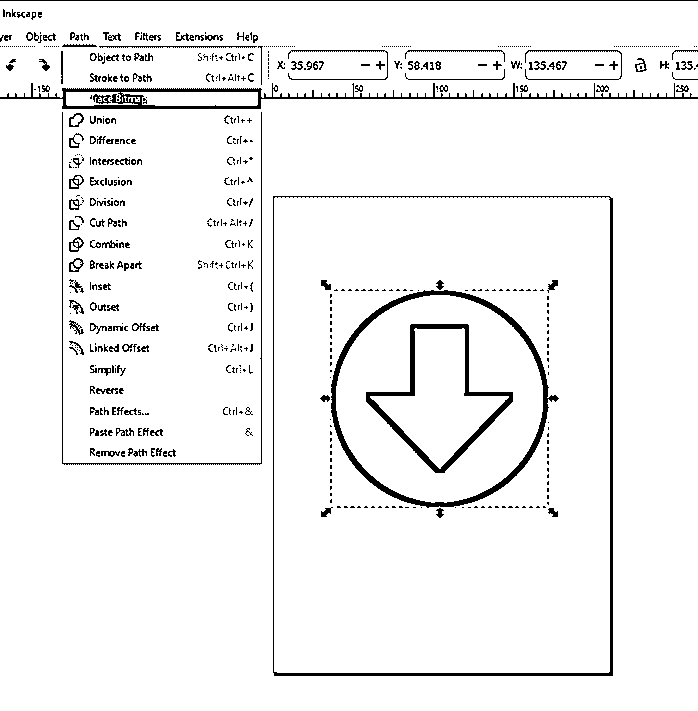 Inkscape
yer Object Path Text Filters Extensions Help
Object to Path Shift+Ctrl+C
Stroke to Path Ctrl+Alt+C
X: 35.967 Y: 58.418 W: 135.467 H: 135.4
-150 0 50 100 150 200 250
Trace Bitmap
Union Ctrl++
Difference Ctrl+-
Intersection Ctrl+*
Exclusion Ctrl+^
Division Ctrl+/
Cut Path Ctrl+Alt+/
Combine Ctrl+K
Break Apart Shift+Ctrl+K
Inset Ctrl+(
Outset Ctrl+)
Dynamic Offset Ctrl+J
Linked Offset Ctrl+Alt+J
Simplify Ctrl+L
Reverse
Path Effects... Ctrl+&
Paste Path Effect &
Remove Path Effect